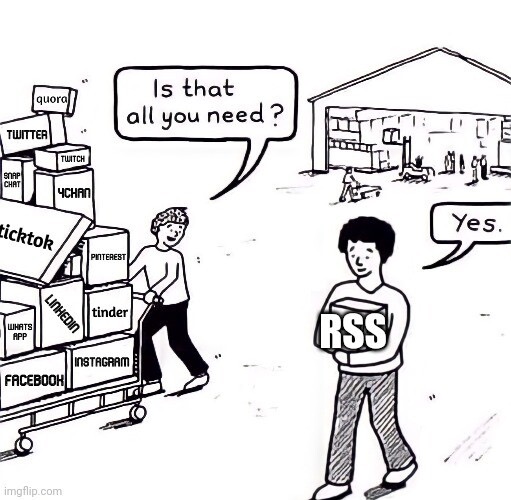 quora
TWITTER
TWITCH
SNAP
CHAT
4CHAN
ticktok
PINTEREST
LINKEDIN
tinder
WHATS
APP
INSTAGRAM
FACEBOOK
Is that
all you need?
Yes.
RSS
imgflip.com